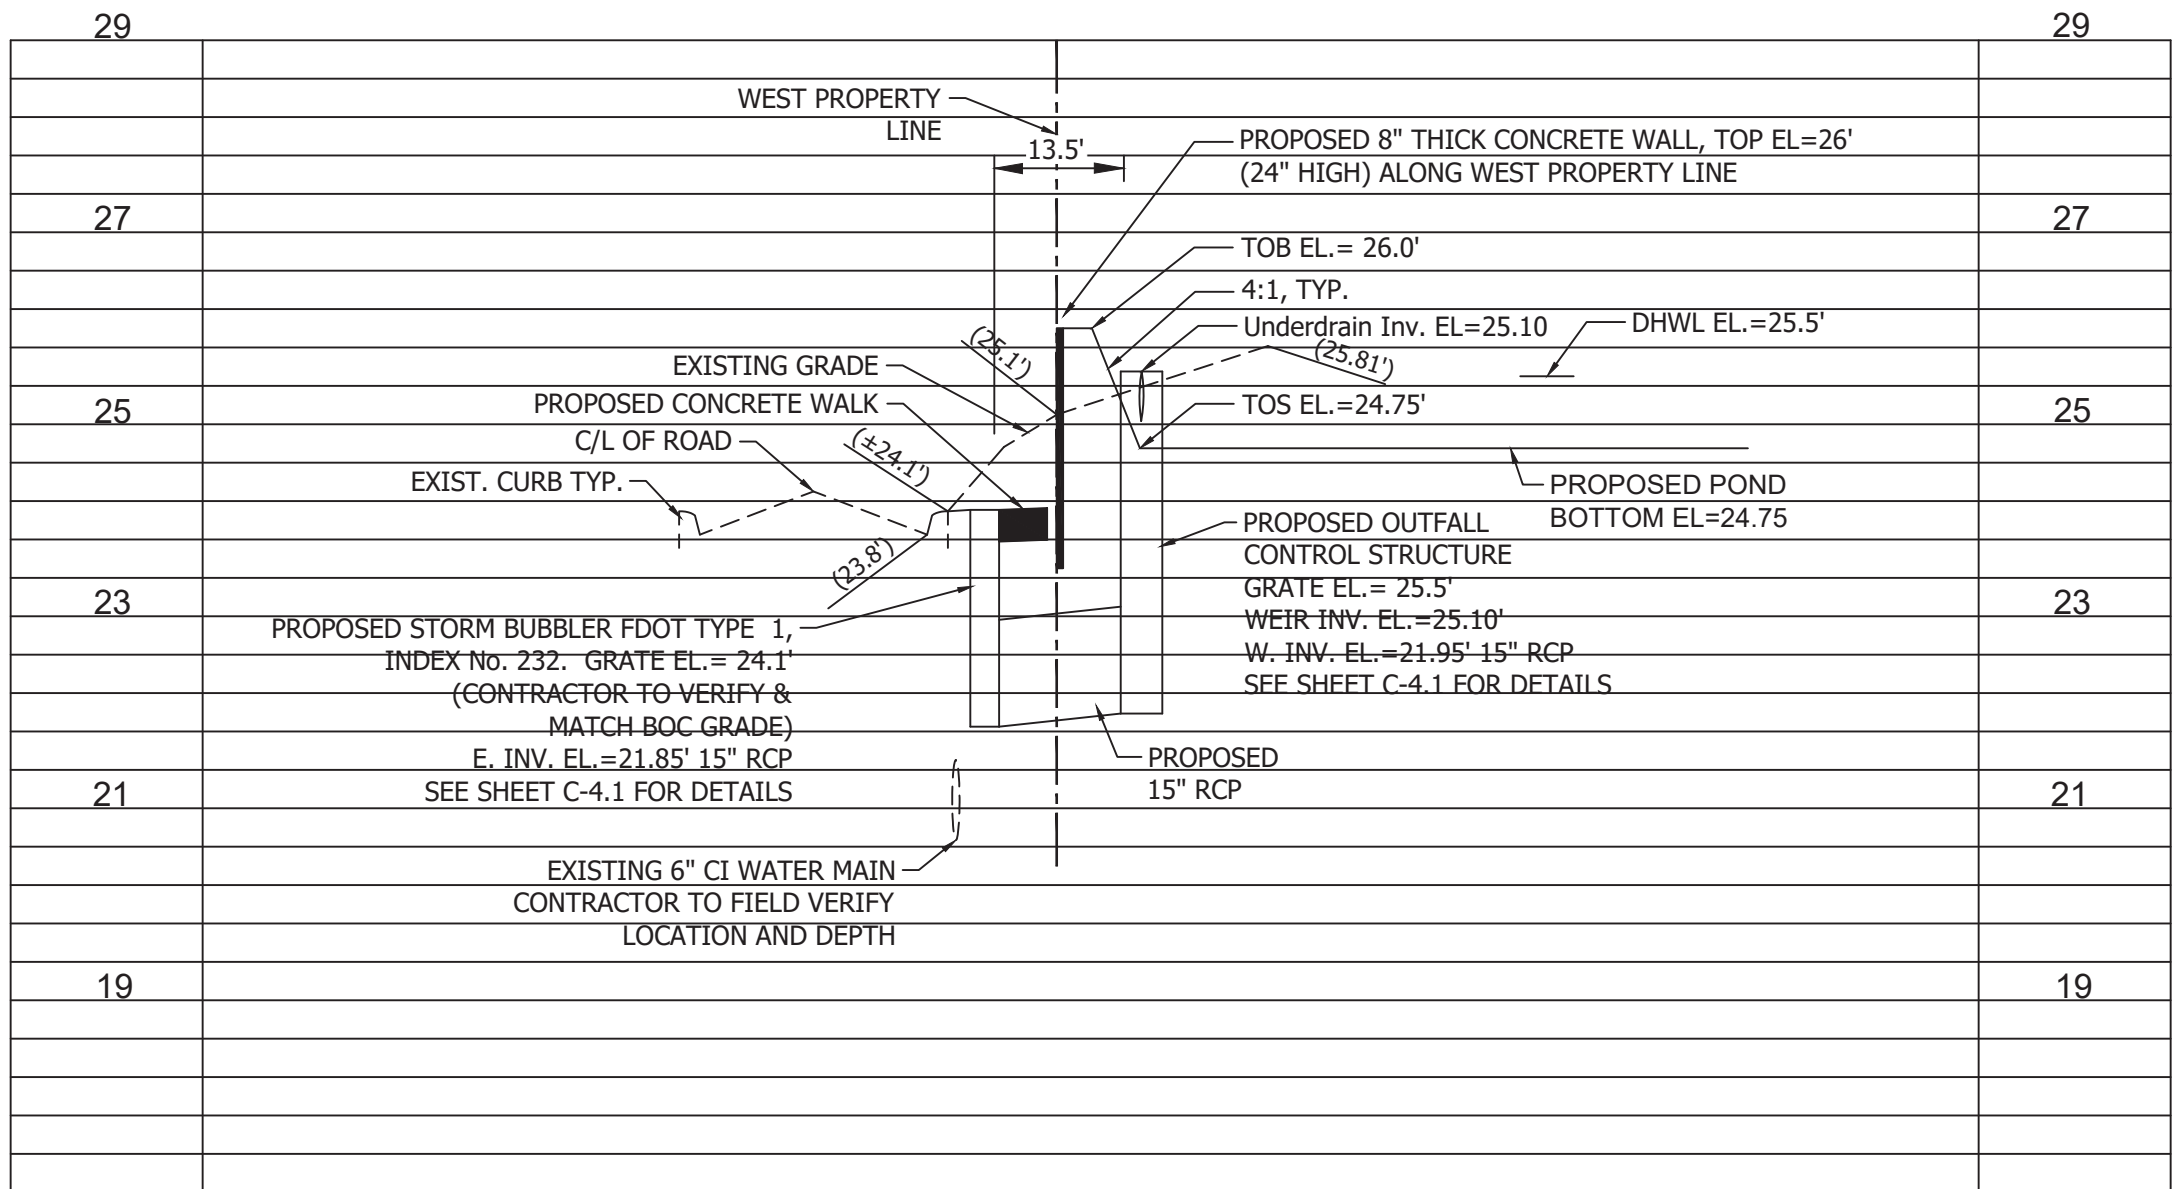 29
29
WEST PROPERTY
LINE
13.5'
PROPOSED 8" THICK CONCRETE WALL, TOP EL=26'
(24" HIGH) ALONG WEST PROPERTY LINE
27
27
TOB EL.= 26.0'
4:1, TYP.
Underdrain Inv. EL=25.10
DHWL EL.=25.5'
(25.1')
(25.81')
EXISTING GRADE
PROPOSED CONCRETE WALK
TOS EL.=24.75'
25
25
C/L OF ROAD
(±24.1')
EXIST. CURB TYP.
PROPOSED POND
BOTTOM EL=24.75
(23.8')
PROPOSED OUTFALL
CONTROL STRUCTURE
GRATE EL.= 25.5'
WEIR INV. EL.=25.10'
W. INV. EL.=21.95' 15" RCP
SEE SHEET C-4.1 FOR DETAILS
23
23
PROPOSED STORM BUBBLER FDOT TYPE 1,
INDEX No. 232. GRATE EL.= 24.1'
(CONTRACTOR TO VERIFY &
MATCH BOC GRADE)
E. INV. EL.=21.85' 15" RCP
SEE SHEET C-4.1 FOR DETAILS
PROPOSED
15" RCP
21
21
EXISTING 6" CI WATER MAIN
CONTRACTOR TO FIELD VERIFY
LOCATION AND DEPTH
19
19